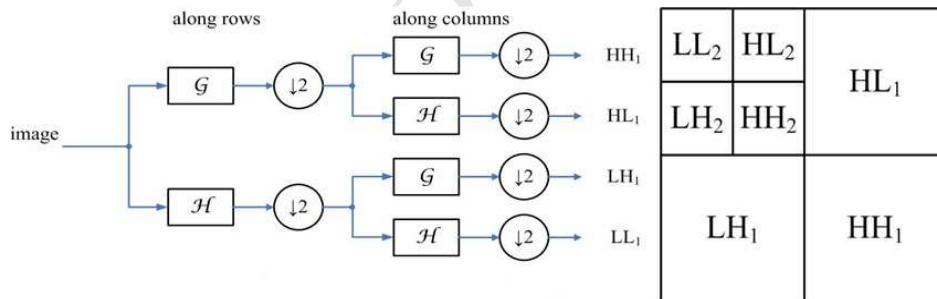 along rows
along columns
image
𝒢
↓2
ℋ
↓2
𝒢
↓2
HH₁
ℋ
↓2
HL₁
𝒢
↓2
LH₁
ℋ
↓2
LL₁
LL₂ HL₂
HL₁
LH₂ HH₂
LH₁ HH₁